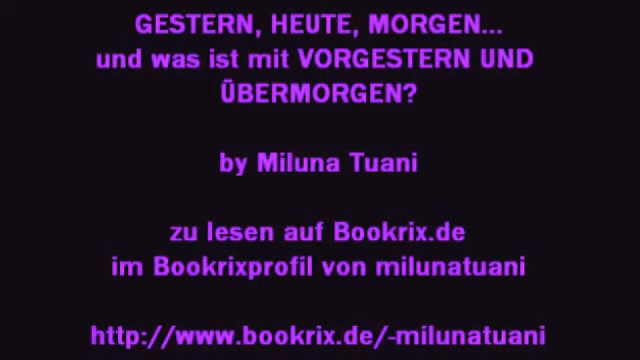 GESTERN, HEUTE, MORGEN...
und was ist mit VORGESTERN UND
ÜBERMORGEN?
by Miluna Tuani
zu lesen auf Bookrix.de
im Bookrixprofil von milunatuani
http://www.bookrix.de/-milunatuani